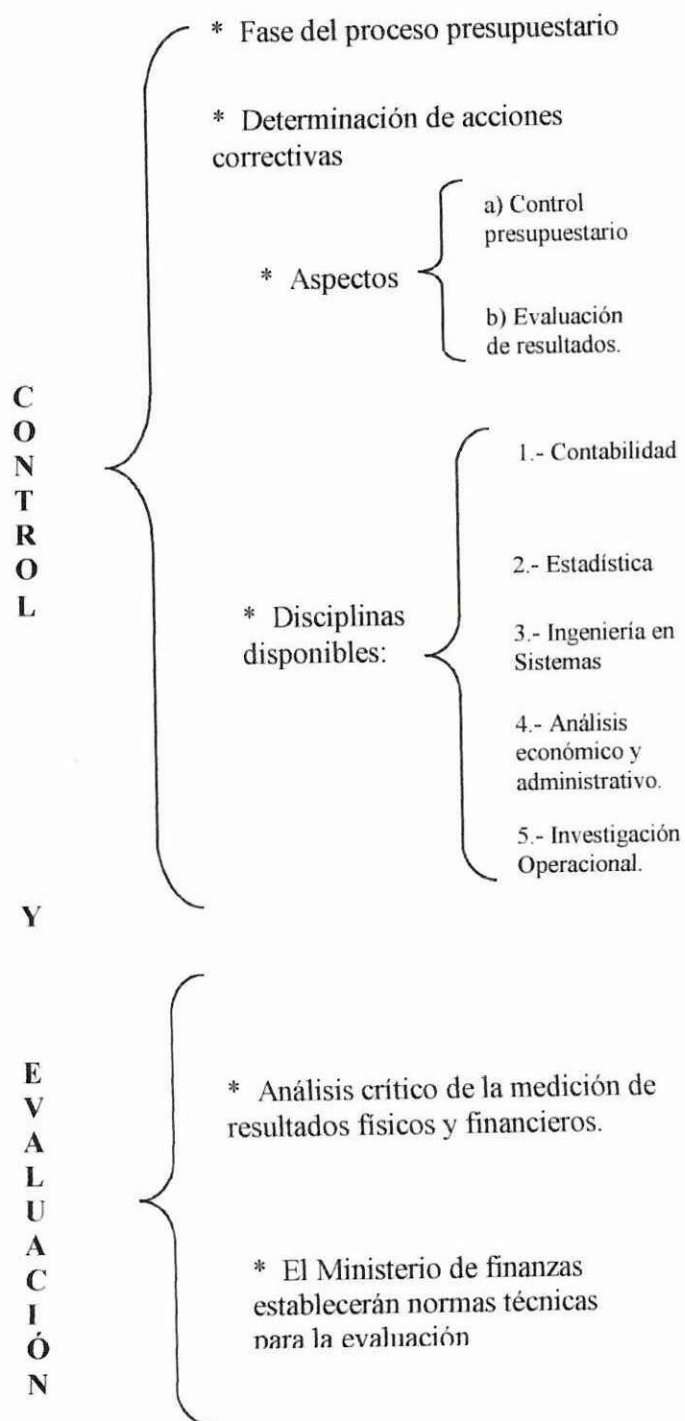 * Fase del proceso presupuestario
* Determinación de acciones
correctivas
* Aspectos
a) Control
presupuestario
b) Evaluación
de resultados.
CONTROL
* Disciplinas
disponibles:
1.- Contabilidad
2.- Estadística
3.- Ingeniería en
Sistemas
4.- Análisis
económico y
administrativo.
5.- Investigación
Operacional.
Y
EVALUACIÓN
* Análisis crítico de la medición de
resultados físicos y financieros.
* El Ministerio de finanzas
establecerán normas técnicas
para la evaluación